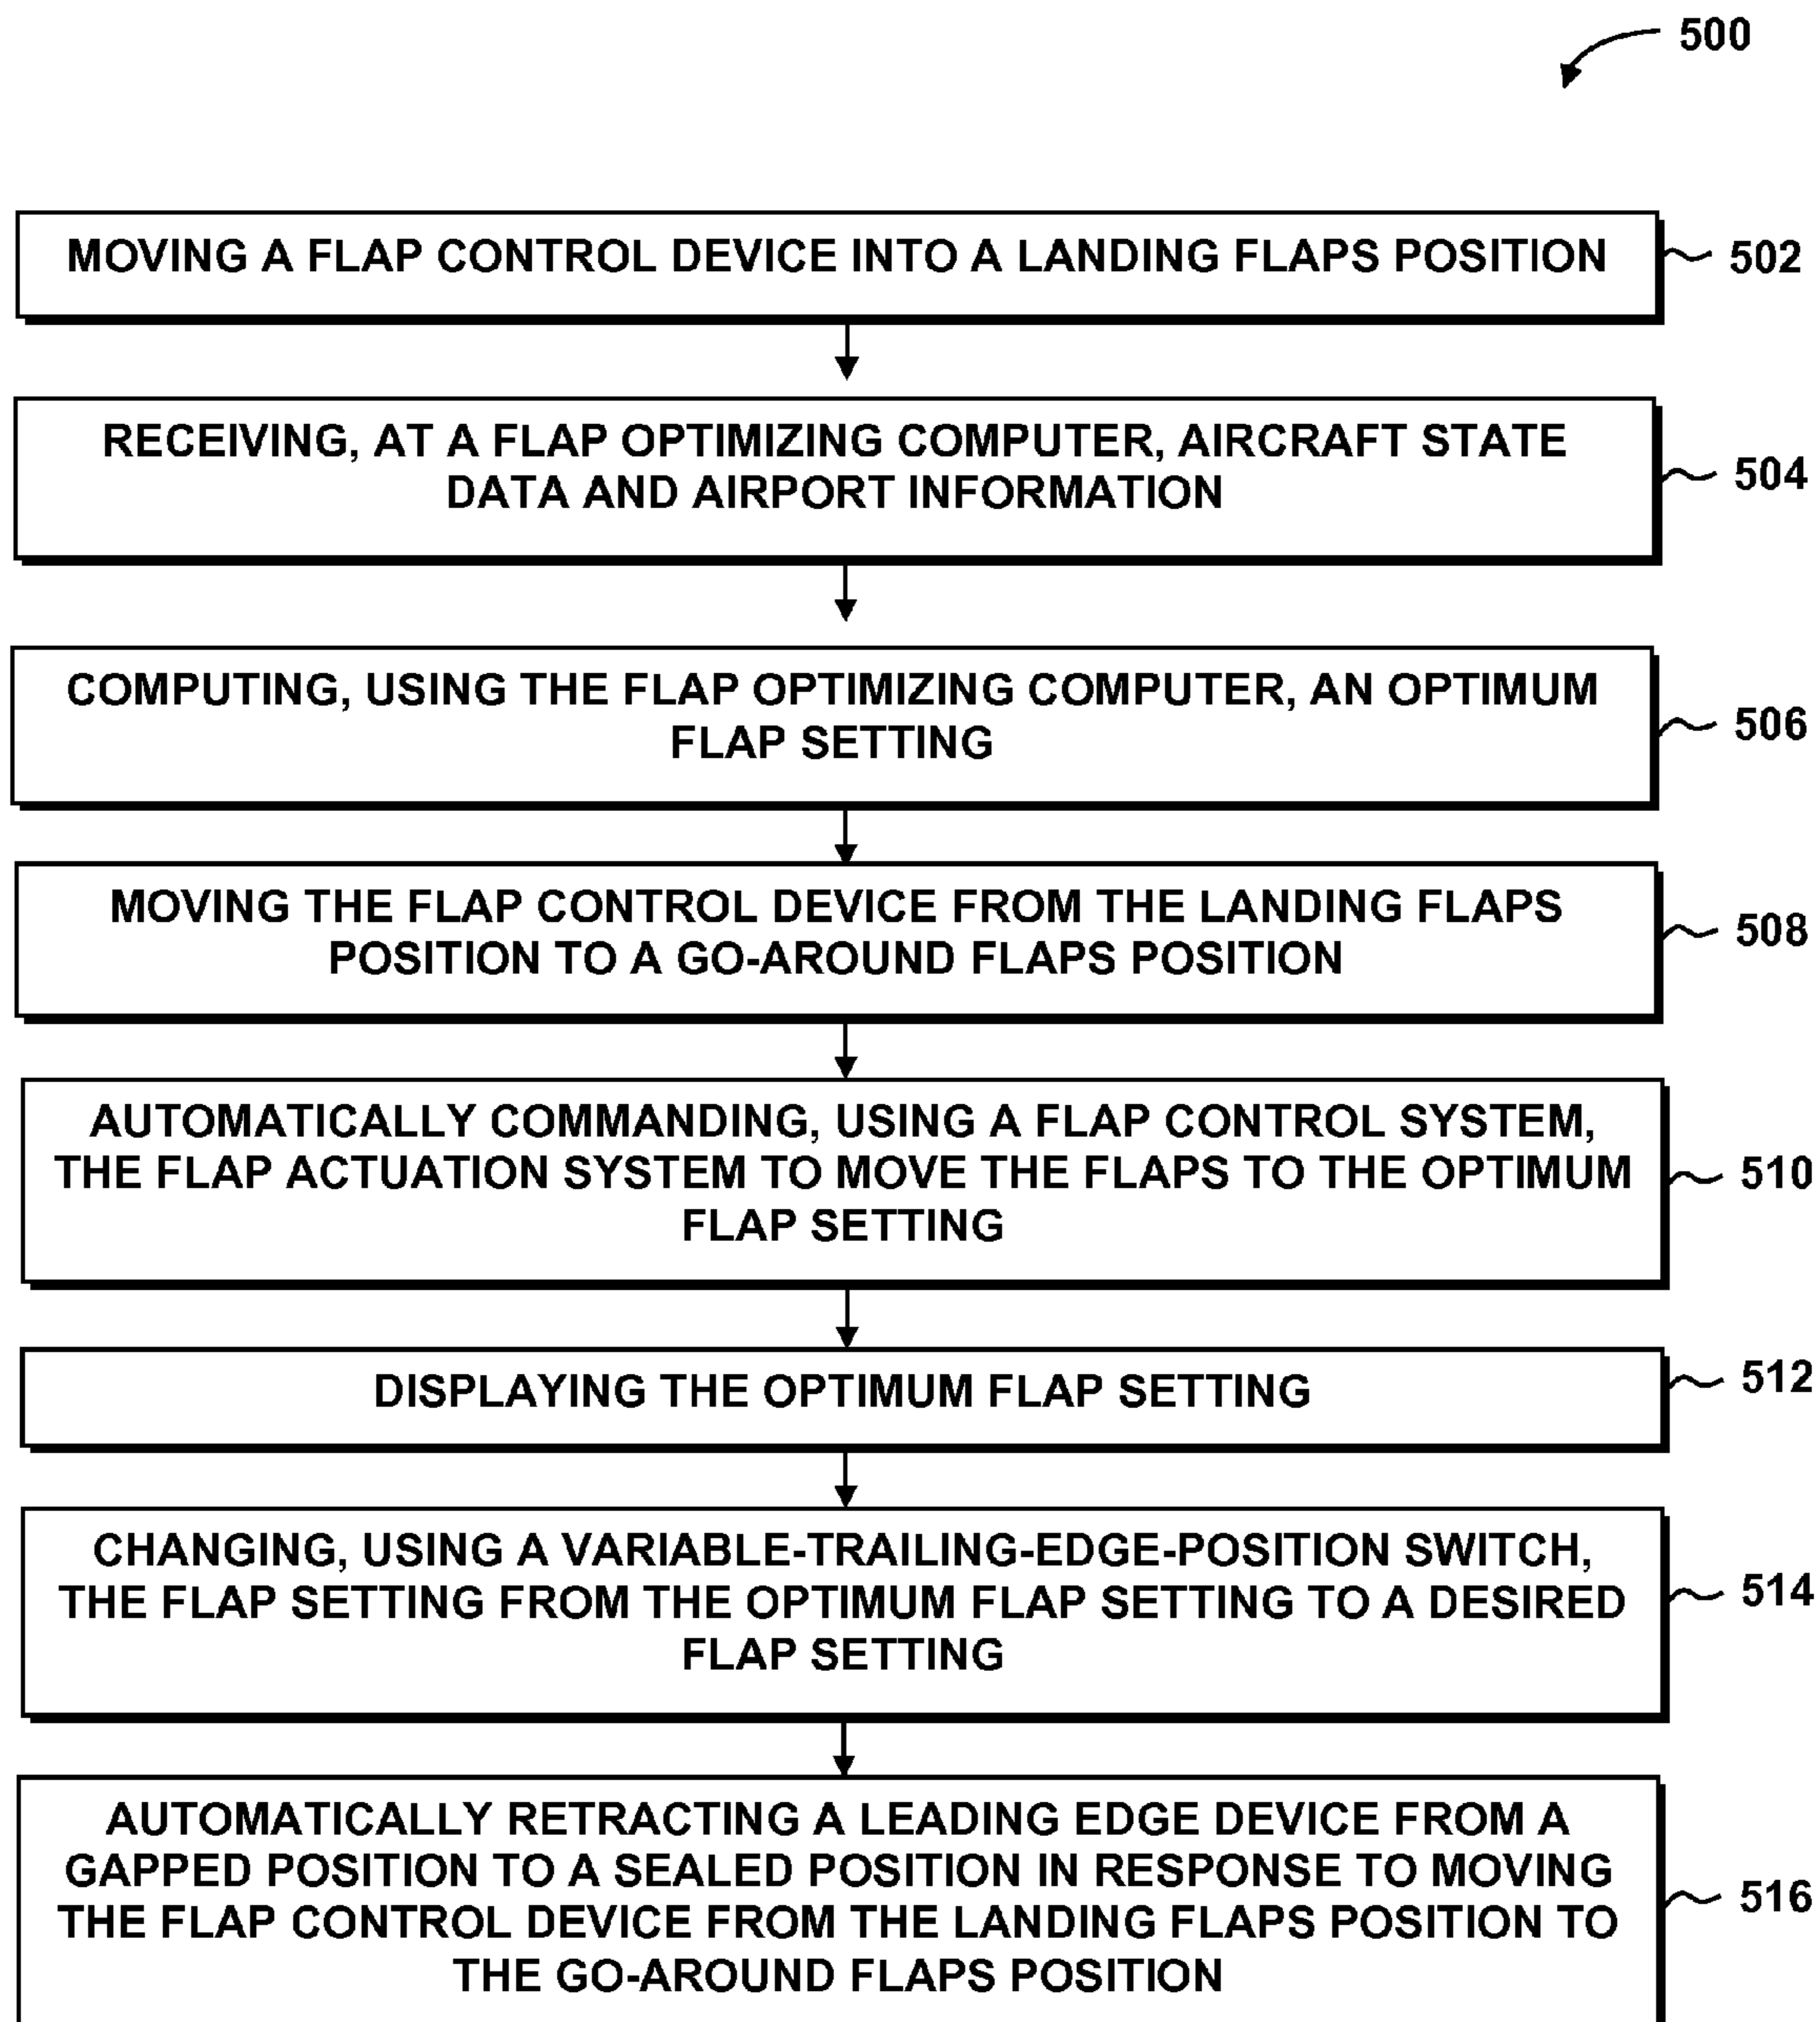 500
MOVING A FLAP CONTROL DEVICE INTO A LANDING FLAPS POSITION
502
RECEIVING, AT A FLAP OPTIMIZING COMPUTER, AIRCRAFT STATE
DATA AND AIRPORT INFORMATION
504
COMPUTING, USING THE FLAP OPTIMIZING COMPUTER, AN OPTIMUM
FLAP SETTING
506
MOVING THE FLAP CONTROL DEVICE FROM THE LANDING FLAPS
POSITION TO A GO-AROUND FLAPS POSITION
508
AUTOMATICALLY COMMANDING, USING A FLAP CONTROL SYSTEM,
THE FLAP ACTUATION SYSTEM TO MOVE THE FLAPS TO THE OPTIMUM
FLAP SETTING
510
DISPLAYING THE OPTIMUM FLAP SETTING
512
CHANGING, USING A VARIABLE-TRAILING-EDGE-POSITION SWITCH,
THE FLAP SETTING FROM THE OPTIMUM FLAP SETTING TO A DESIRED
FLAP SETTING
514
AUTOMATICALLY RETRACTING A LEADING EDGE DEVICE FROM A
GAPPED POSITION TO A SEALED POSITION IN RESPONSE TO MOVING
THE FLAP CONTROL DEVICE FROM THE LANDING FLAPS POSITION TO
THE GO-AROUND FLAPS POSITION
516